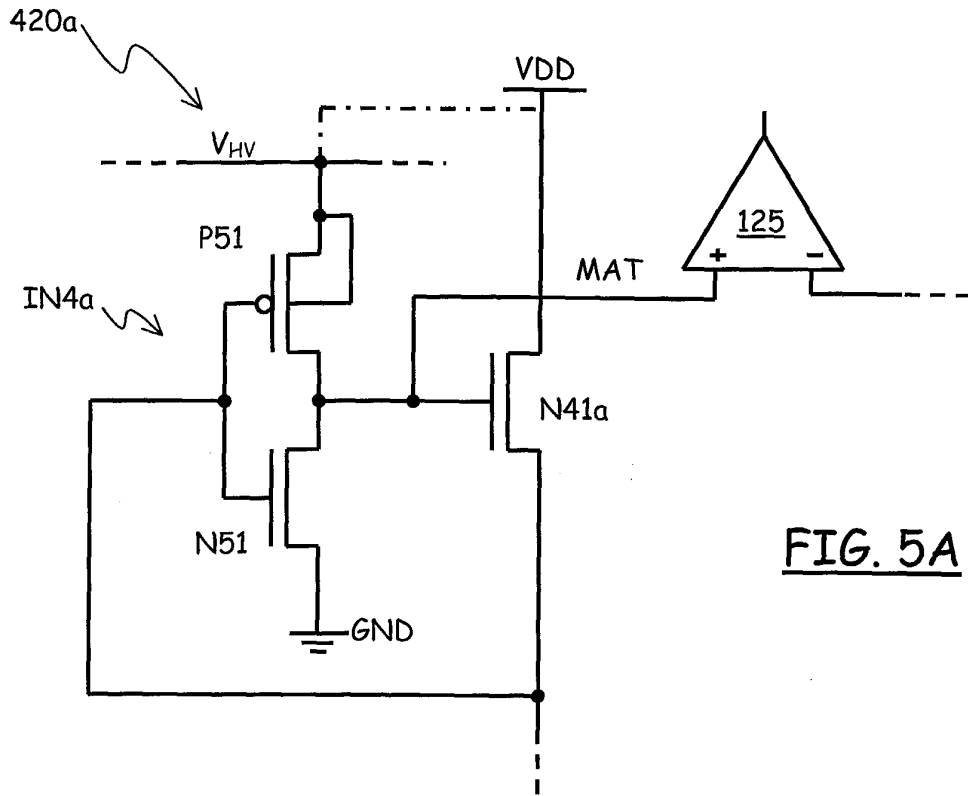 420a
VDD
V_HV
P51
125
+ −
MAT
IN4a
N41a
N51
FIG. 5A
GND